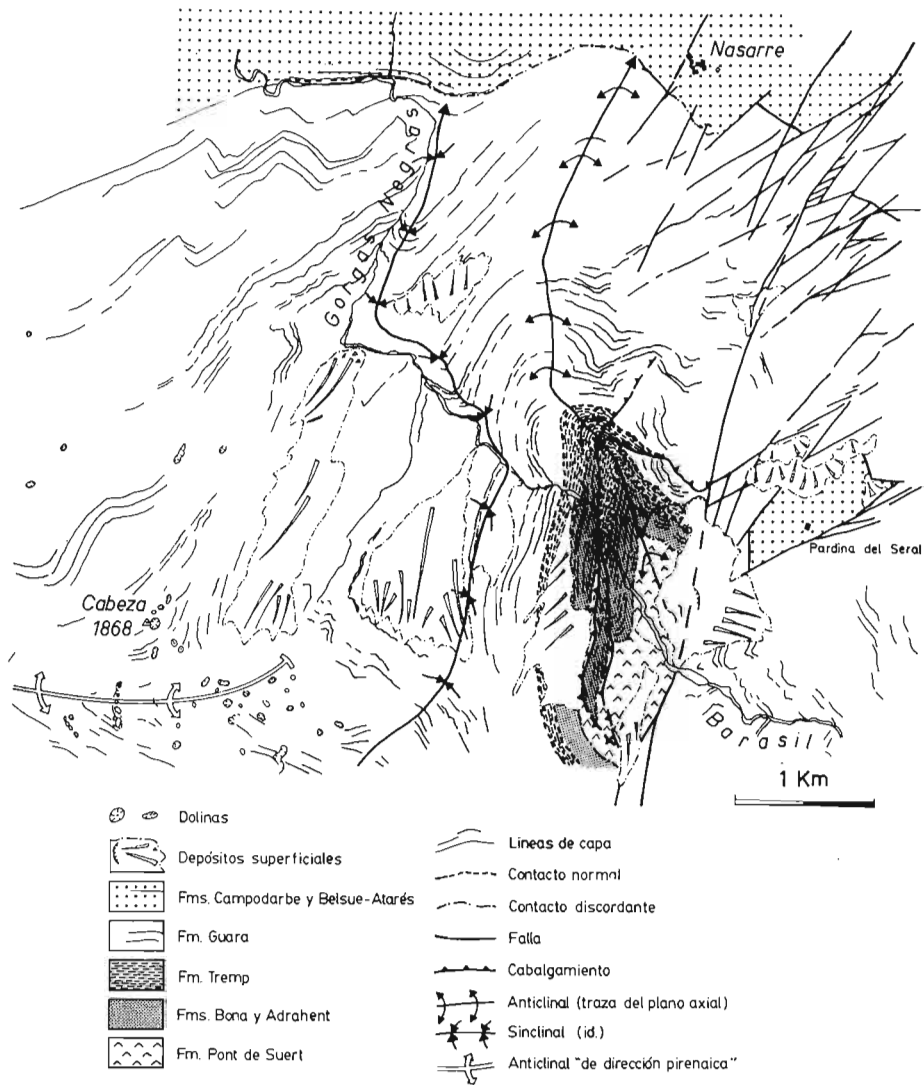 Nasarre
Gorgas Negras
Pardina del Seral
Cabeza
1868
Barasil
1 Km
Dolinas
Depósitos superficiales
Fms. Campodarbe y Belsue-Atarés
Fm. Guara
Fm. Tremp
Fms. Bona y Adrahent
Fm. Pont de Suert
Lineas de capa
Contacto normal
Contacto discordante
Falla
Cabalgamiento
Anticlinal (traza del plano axial)
Sinclinal (id.)
Anticlinal "de dirección pirenaica"